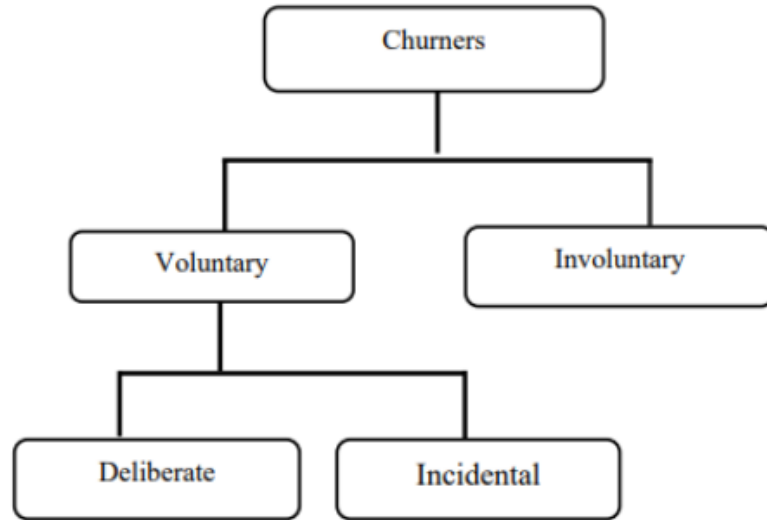 Churners
Voluntary
Involuntary
Deliberate
Incidental